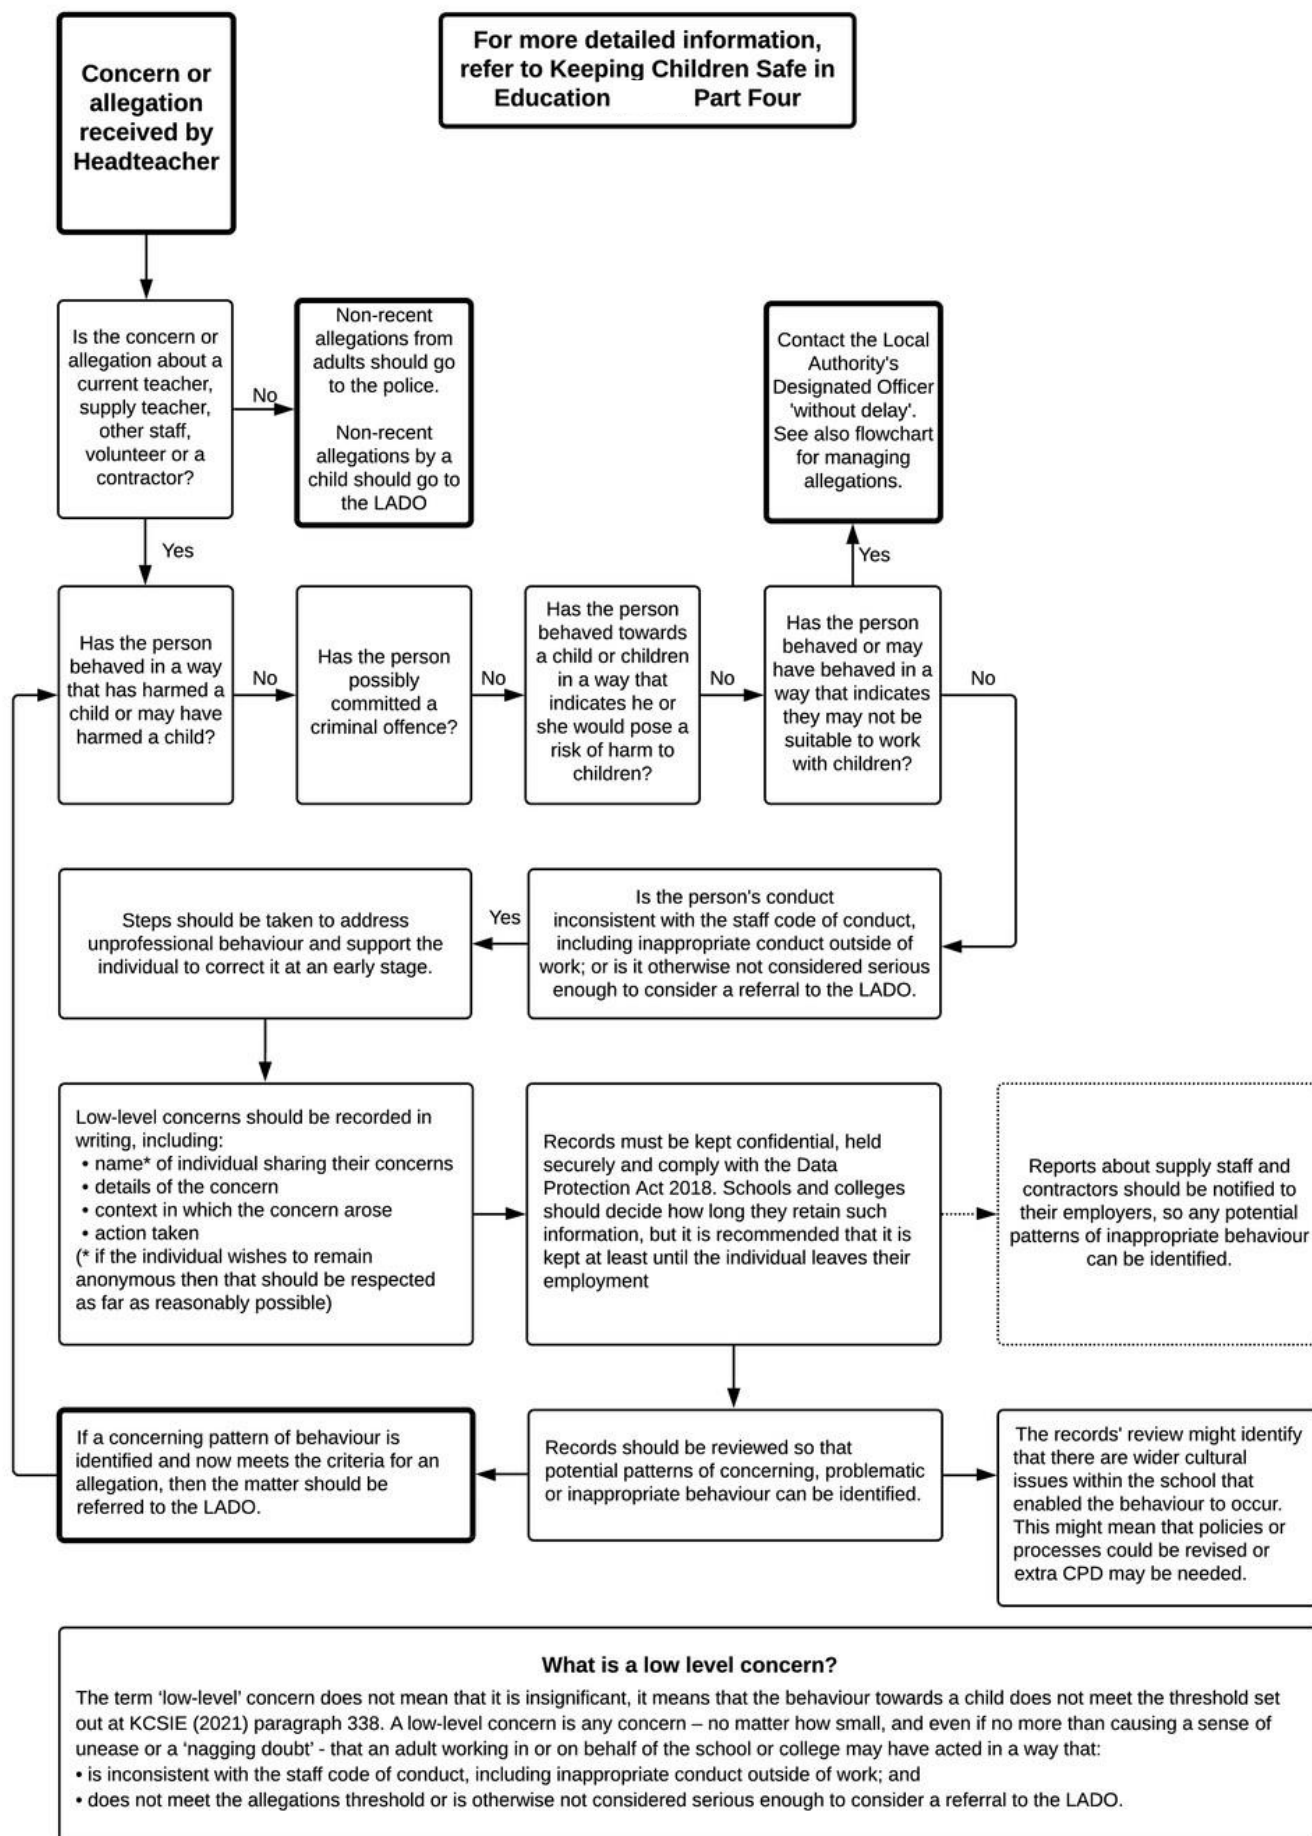 Concern or
allegation
received by
Headteacher
For more detailed information,
refer to Keeping Children Safe in
Education Part Four
Is the concern or
allegation about a
current teacher,
supply teacher,
other staff,
volunteer or a
contractor?
No
Non-recent
allegations from
adults should go
to the police.
Non-recent
allegations by a
child should go to
the LADO
Contact the Local
Authority's
Designated Officer
'without delay'.
See also flowchart
for managing
allegations.
Yes
Yes
Has the person
behaved in a way
that has harmed a
child or may have
harmed a child?
No
Has the person
possibly
committed a
criminal offence?
No
Has the person
behaved towards
a child or children
in a way that
indicates he or
she would pose a
risk of harm to
children?
No
Has the person
behaved or may
have behaved in a
way that indicates
they may not be
suitable to work
with children?
No
Is the person's conduct
inconsistent with the staff code of conduct,
including inappropriate conduct outside of
work; or is it otherwise not considered serious
enough to consider a referral to the LADO.
Yes
Steps should be taken to address
unprofessional behaviour and support the
individual to correct it at an early stage.
Low-level concerns should be recorded in
writing, including:
• name* of individual sharing their concerns
• details of the concern
• context in which the concern arose
• action taken
(* if the individual wishes to remain
anonymous then that should be respected
as far as reasonably possible)
Records must be kept confidential, held
securely and comply with the Data
Protection Act 2018. Schools and colleges
should decide how long they retain such
information, but it is recommended that it is
kept at least until the individual leaves their
employment
Reports about supply staff and
contractors should be notified to
their employers, so any potential
patterns of inappropriate behaviour
can be identified.
If a concerning pattern of behaviour is
identified and now meets the criteria for an
allegation, then the matter should be
referred to the LADO.
Records should be reviewed so that
potential patterns of concerning, problematic
or inappropriate behaviour can be identified.
The records' review might identify
that there are wider cultural
issues within the school that
enabled the behaviour to occur.
This might mean that policies or
processes could be revised or
extra CPD may be needed.
What is a low level concern?
The term ‘low-level’ concern does not mean that it is insignificant, it means that the behaviour towards a child does not meet the threshold set
out at KCSIE (2021) paragraph 338. A low-level concern is any concern – no matter how small, and even if no more than causing a sense of
unease or a ‘nagging doubt’ - that an adult working in or on behalf of the school or college may have acted in a way that:
• is inconsistent with the staff code of conduct, including inappropriate conduct outside of work; and
• does not meet the allegations threshold or is otherwise not considered serious enough to consider a referral to the LADO.